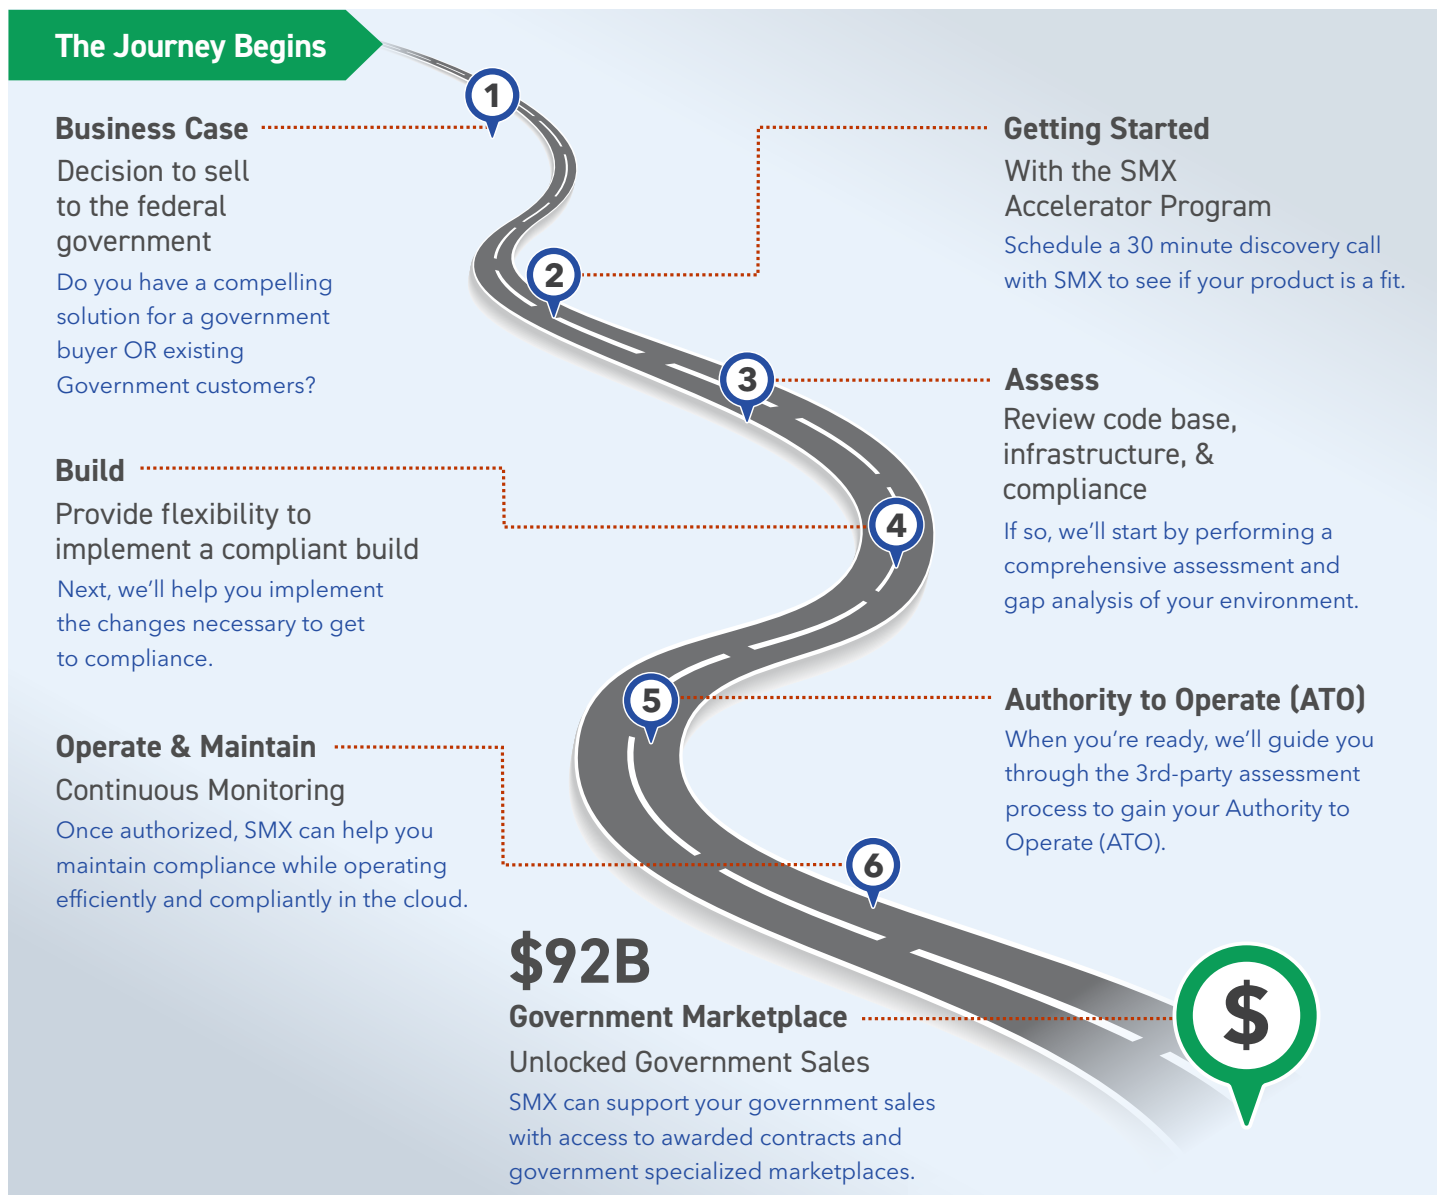 The Journey Begins
1
Business Case
Decision to sell
to the federal
government
Do you have a compelling
solution for a government
buyer OR existing
Government customers?
2
Getting Started
With the SMX
Accelerator Program
Schedule a 30 minute discovery call
with SMX to see if your product is a fit.
3
Assess
Review code base,
infrastructure, &
compliance
If so, we’ll start by performing a
comprehensive assessment and
gap analysis of your environment.
4
Build
Provide flexibility to
implement a compliant build
Next, we’ll help you implement
the changes necessary to get
to compliance.
5
Authority to Operate (ATO)
When you’re ready, we’ll guide you
through the 3rd-party assessment
process to gain your Authority to
Operate (ATO).
6
Operate & Maintain
Continuous Monitoring
Once authorized, SMX can help you
maintain compliance while operating
efficiently and compliantly in the cloud.
$92B
Government Marketplace
Unlocked Government Sales
SMX can support your government sales
with access to awarded contracts and
government specialized marketplaces.
$